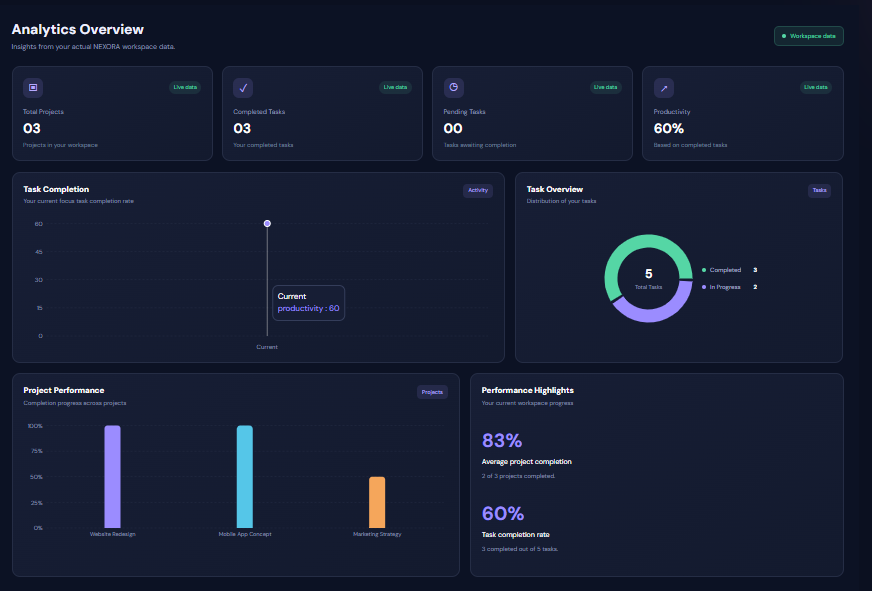 Analytics Overview
Insights from your actual NEXORA workspace data.
Workspace data
Live data
Total Projects
03
Projects in your workspace
Live data
Completed Tasks
03
Your completed tasks
Live data
Pending Tasks
00
Tasks awaiting completion
Live data
Productivity
60%
Based on completed tasks
Task Completion
Activity
Your current focus task completion rate
60
45
30
15
0
Current
productivity : 60
Current
Task Overview
Tasks
Distribution of your tasks
5
Total Tasks
Completed 3
In Progress 2
Project Performance
Projects
Completion progress across projects
100%
75%
50%
25%
0%
Website Redesign
Mobile App Concept
Marketing Strategy
Performance Highlights
Your current workspace progress
83%
Average project completion
2 of 3 projects completed.
60%
Task completion rate
3 completed out of 5 tasks.